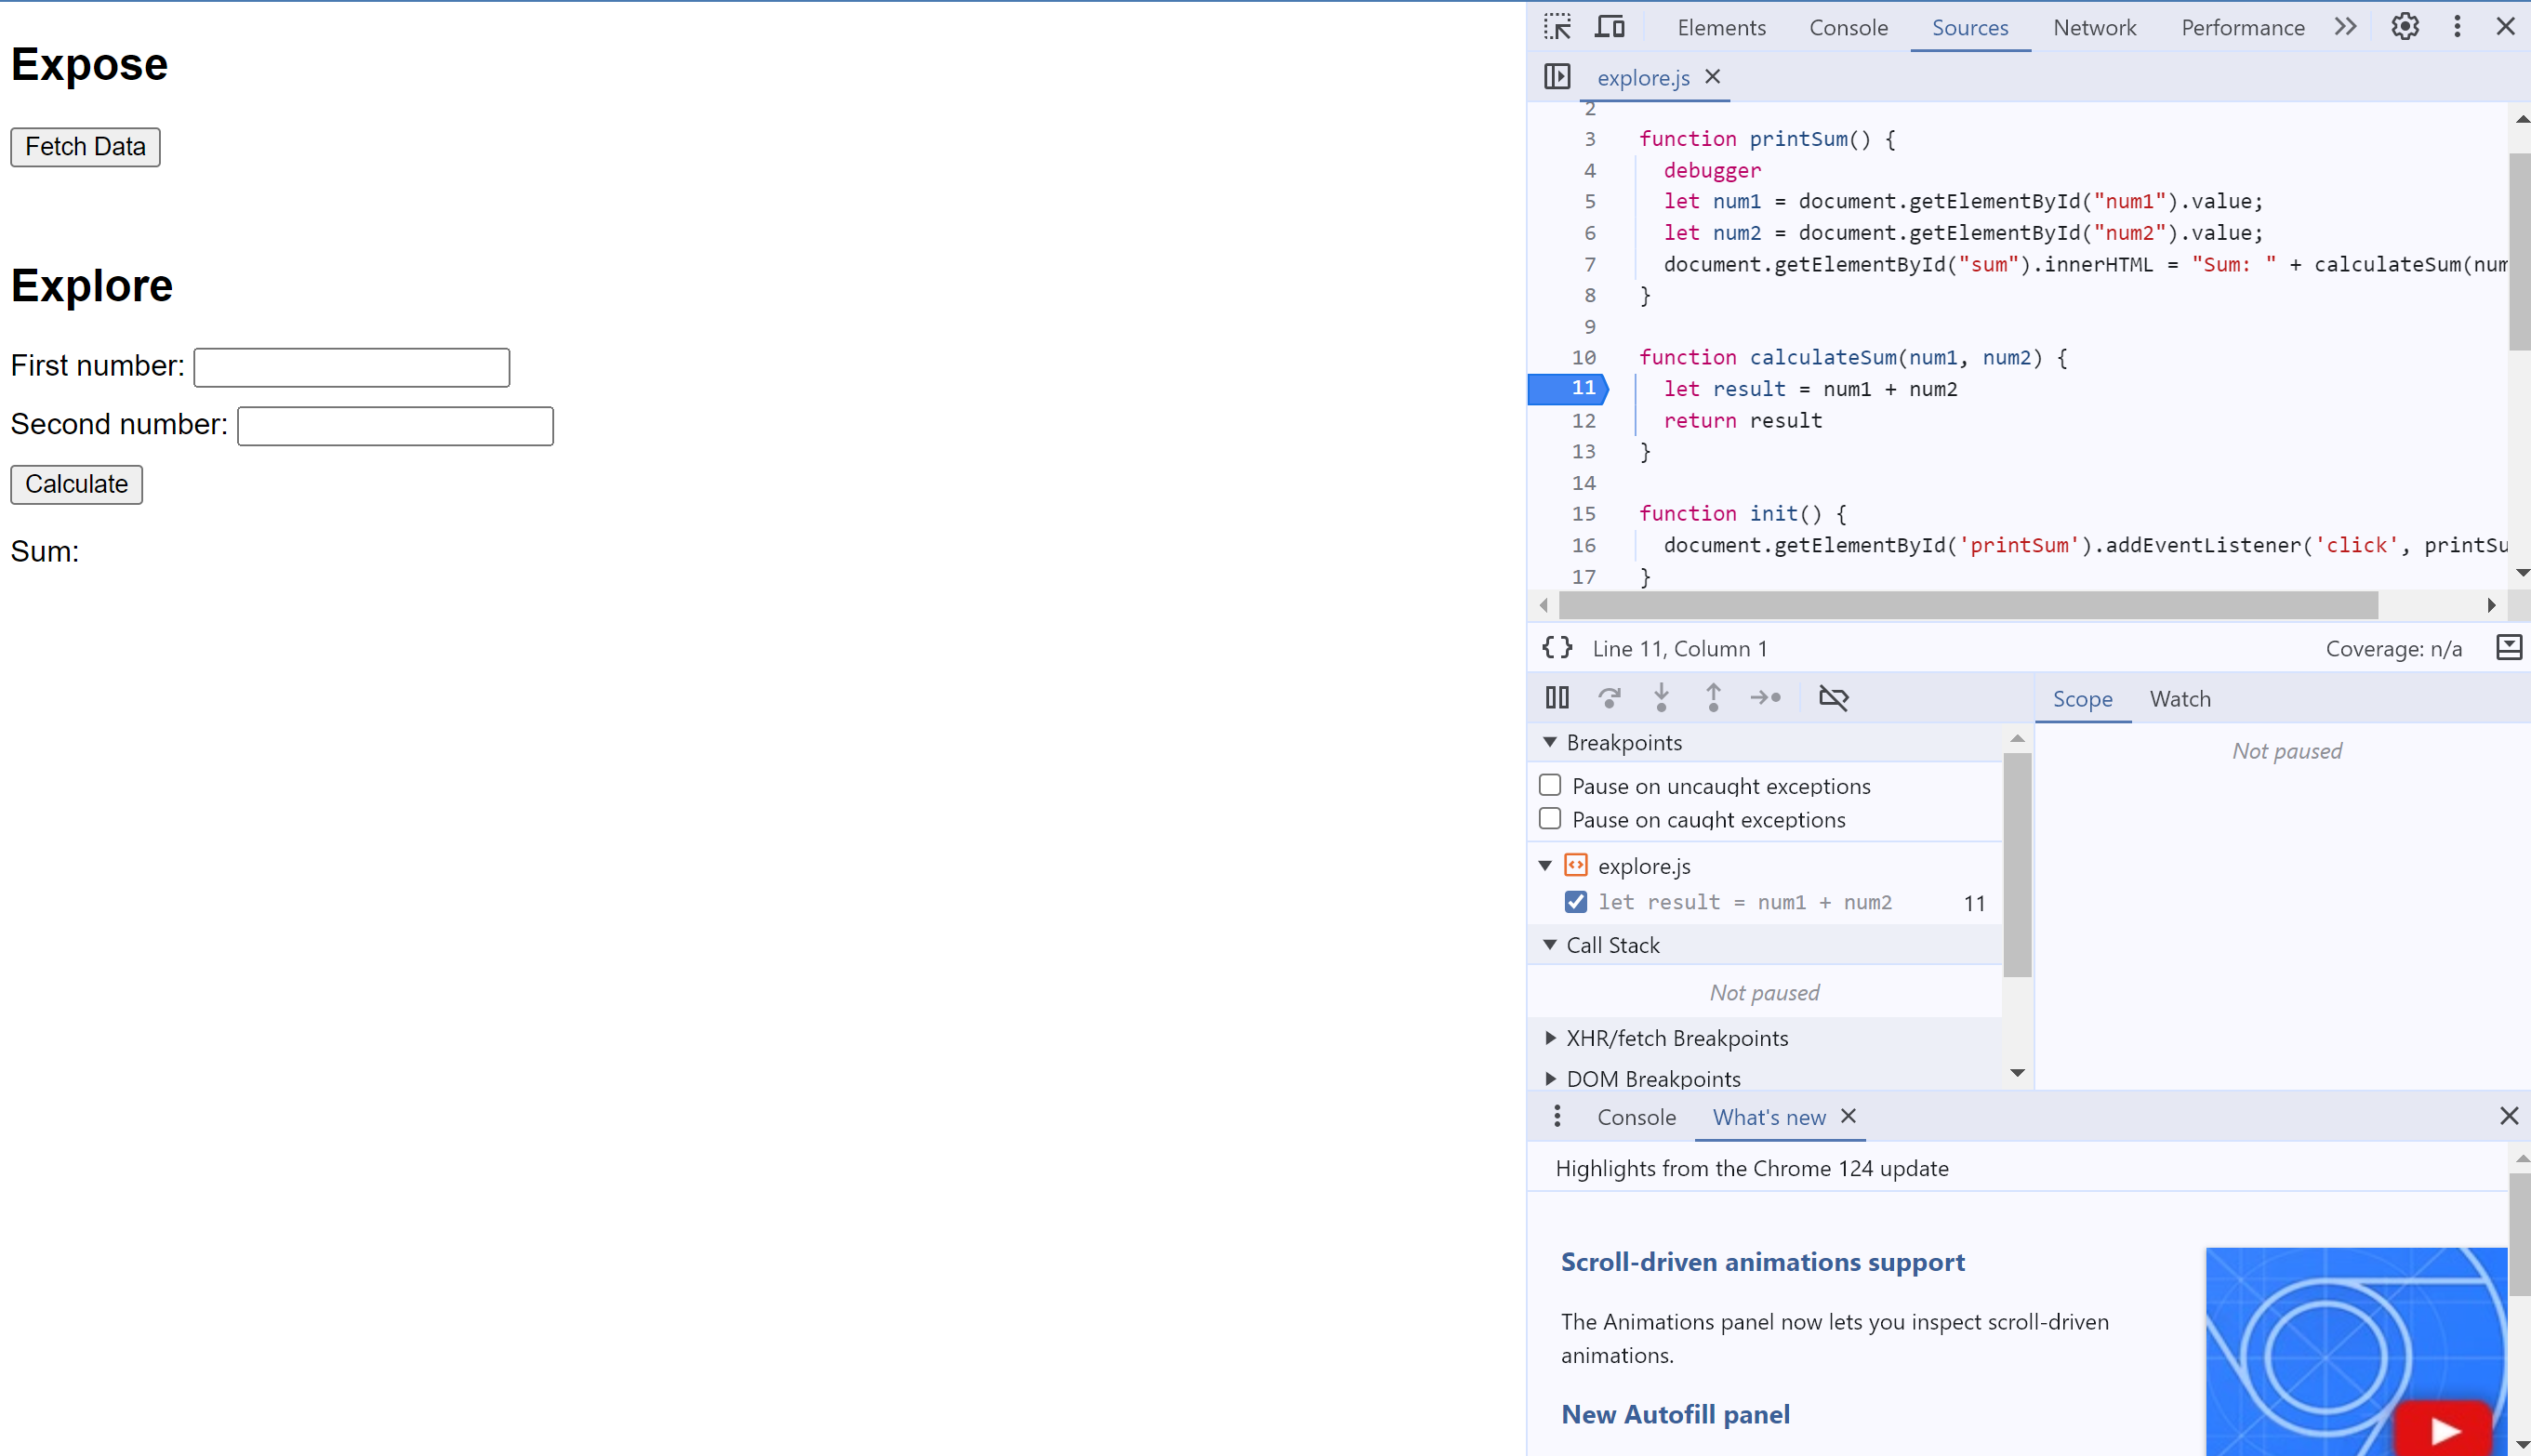 Expose
Fetch Data
Explore
First number:
Second number:
Calculate
Sum:
Elements Console Sources Network Performance
explore.js
2
3 function printSum() {
4 debugger
5 let num1 = document.getElementById("num1").value;
6 let num2 = document.getElementById("num2").value;
7 document.getElementById("sum").innerHTML = "Sum: " + calculateSum(num
8 }
9
10 function calculateSum(num1, num2) {
11 let result = num1 + num2
12 return result
13 }
14
15 function init() {
16 document.getElementById('printSum').addEventListener('click', printSu
17 }
{} Line 11, Column 1 Coverage: n/a
Scope Watch
Breakpoints
Not paused
Pause on uncaught exceptions
Pause on caught exceptions
explore.js
let result = num1 + num2 11
Call Stack
Not paused
XHR/fetch Breakpoints
DOM Breakpoints
Console What's new
Highlights from the Chrome 124 update
Scroll-driven animations support
The Animations panel now lets you inspect scroll-driven
animations.
New Autofill panel